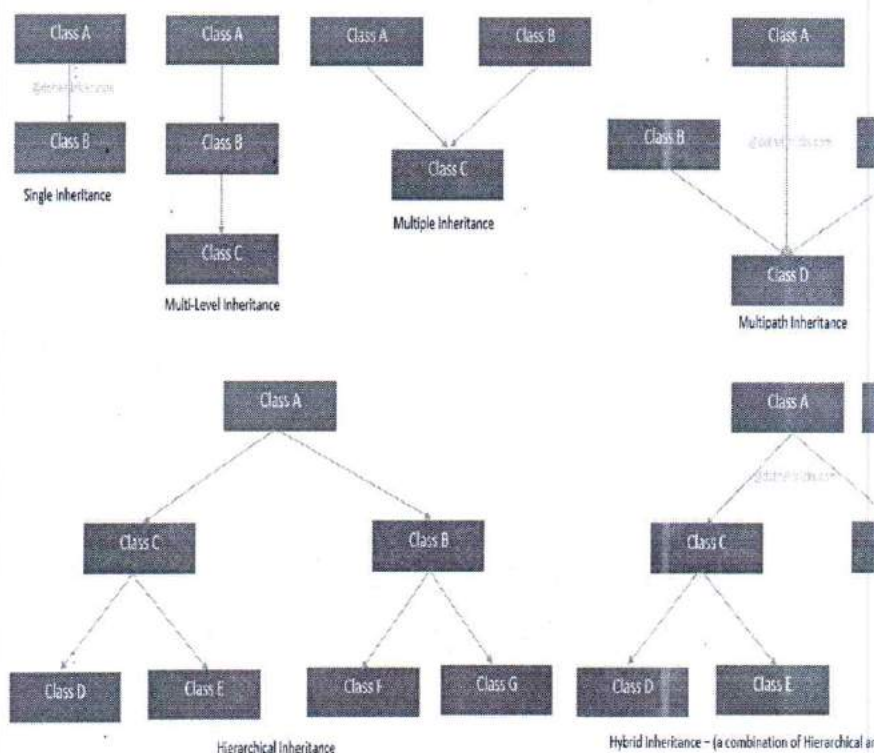 Class A
Class B
Single Inheritance
Class A
Class B
Class C
Multi-Level Inheritance
Class A
Class B
Class C
Multiple Inheritance
Class A
Class B
Class D
Multipath Inheritance
Class A
Class C
Class B
Class D
Class E
Class F
Class G
Hierarchical Inheritance
Class A
Class C
Class D
Class E
Hybrid Inheritance – (a combination of Hierarchical